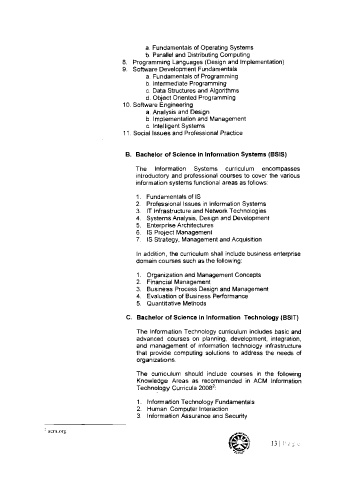 a. Fundamentals of Operating Systems
b. Parallel and Distributing Computing
8. Programming Languages (Design and Implementation)
9. Software Development Fundamentals
a. Fundamentals of Programming
b. Intermediate Programming
c. Data Structures and Algorithms
d. Object Oriented Programming
10. Software Engineering
a. Analysis and Design
b. Implementation and Management
c. Intelligent Systems
11. Social Issues and Professional Practice
B. Bachelor of Science in Information Systems (BSIS)
The Information Systems curriculum encompasses
introductory and professional courses to cover the various
information systems functional areas as follows:
1. Fundamentals of IS
2. Professional Issues in Information Systems
3. IT Infrastructure and Network Technologies
4. Systems Analysis, Design and Development
5. Enterprise Architectures
6. IS Project Management
7. IS Strategy, Management and Acquisition
In addition, the curriculum shall include business enterprise
domain courses such as the following:
1. Organization and Management Concepts
2. Financial Management
3. Business Process Design and Management
4. Evaluation of Business Performance
5. Quantitative Methods
C. Bachelor of Science in Information Technology (BSIT)
The Information Technology curriculum includes basic and
advanced courses on planning, development, integration,
and management of information technology infrastructure
that provide computing solutions to address the needs of
organizations.
The curriculum should include courses in the following
Knowledge Areas as recommended in ACM Information
Technology Curricula 2008²:
1. Information Technology Fundamentals
2. Human Computer Interaction
3. Information Assurance and Security
² acm.org
13 | P a g e